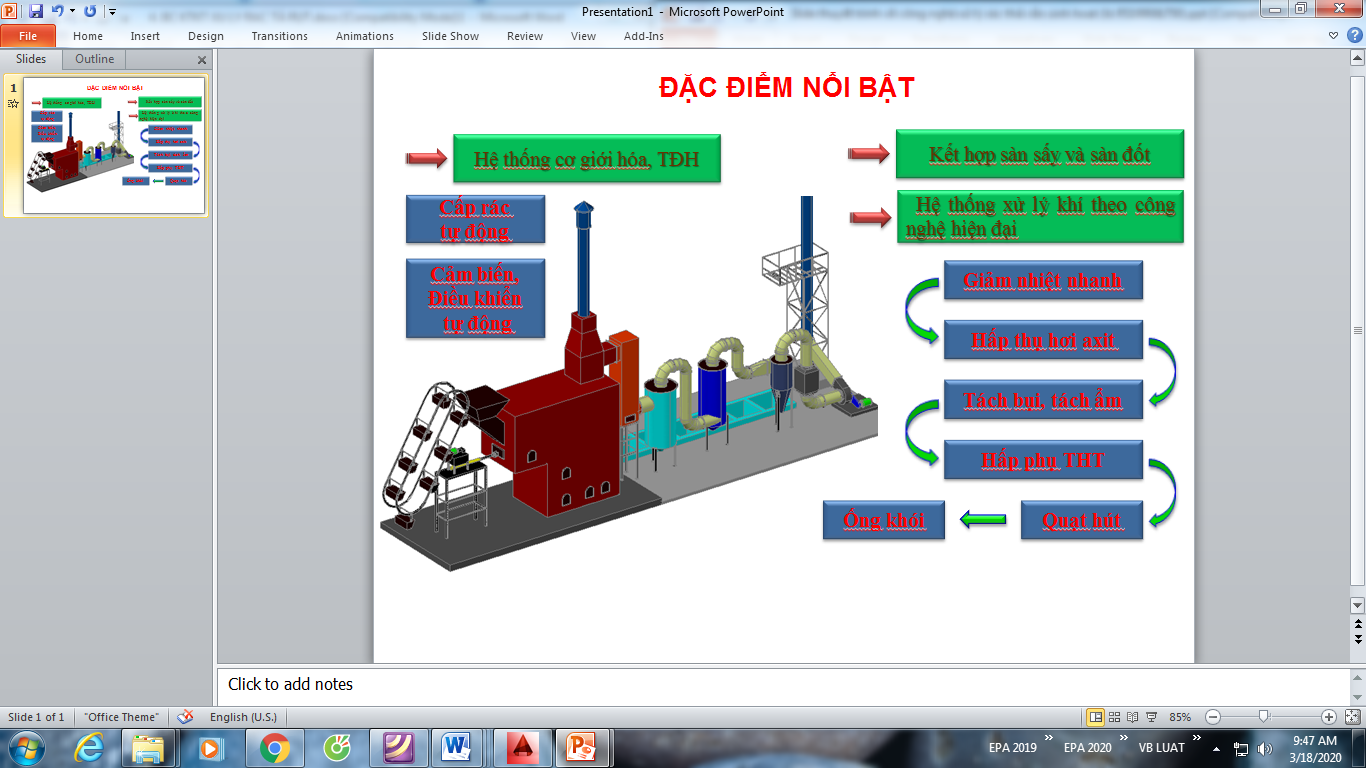 Presentation1 - Microsoft PowerPoint
File Home Insert Design Transitions Animations Slide Show Review View Add-Ins
Slides Outline
1
ĐẶC ĐIỂM NỔI BẬT
Hệ thống cơ giới hóa, TĐH
Cấp rác
tự động
Cảm biến,
Điều khiển
tự động
Kết hợp sàn sấy và sàn đốt
Hệ thống xử lý khí theo công
nghệ hiện đại
Giảm nhiệt nhanh
Hấp thụ hơi axit
Tách bụi, tách ẩm
Hấp phụ THT
Quạt hút
Ống khói
Click to add notes
Slide 1 of 1 "Office Theme" English (U.S.) 85%
EPA 2019 EPA 2020 VB LUAT
9:47 AM
3/18/2020